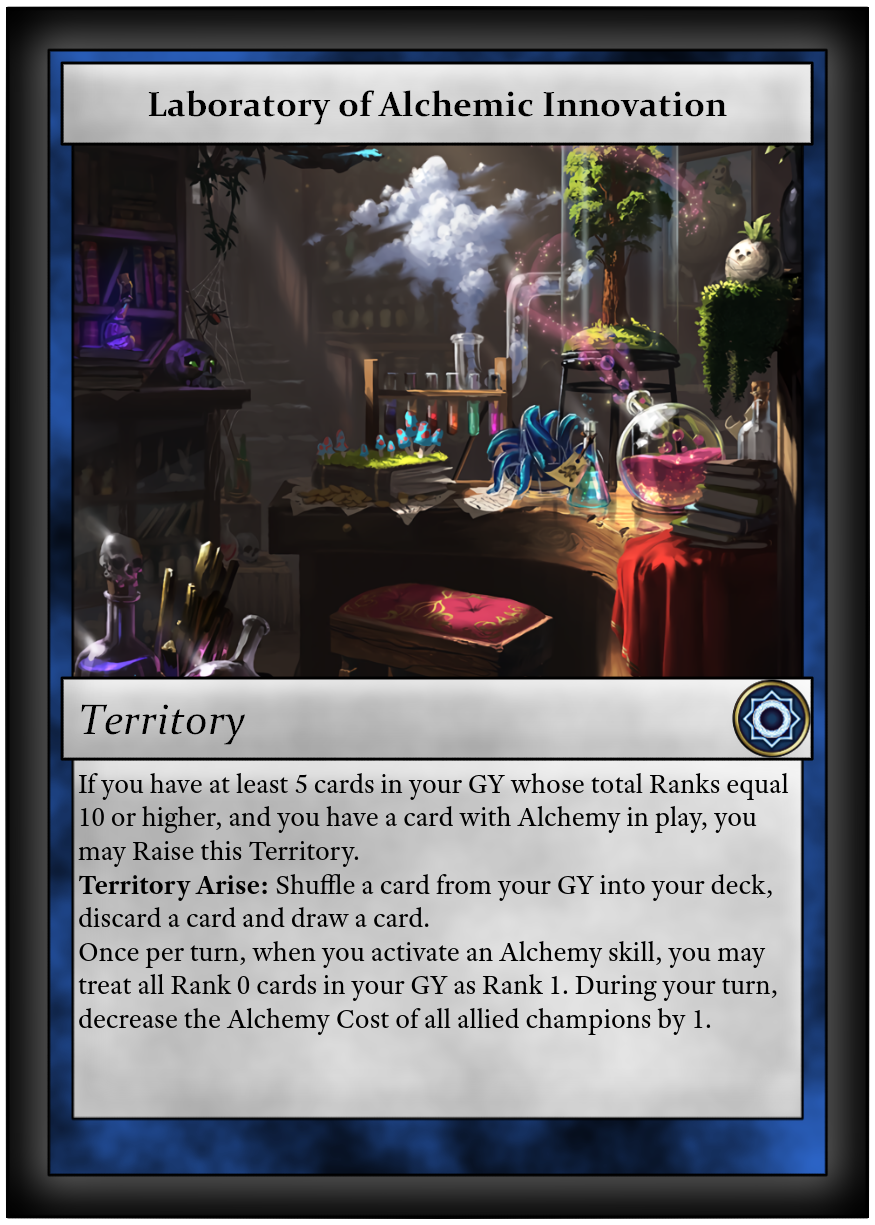 Laboratory of Alchemic Innovation
Territory
If you have at least 5 cards in your GY whose total Ranks equal
10 or higher, and you have a card with Alchemy in play, you
may Raise this Territory.
Territory Arise: Shuffle a card from your GY into your deck,
discard a card and draw a card.
Once per turn, when you activate an Alchemy skill, you may
treat all Rank 0 cards in your GY as Rank 1. During your turn,
decrease the Alchemy Cost of all allied champions by 1.